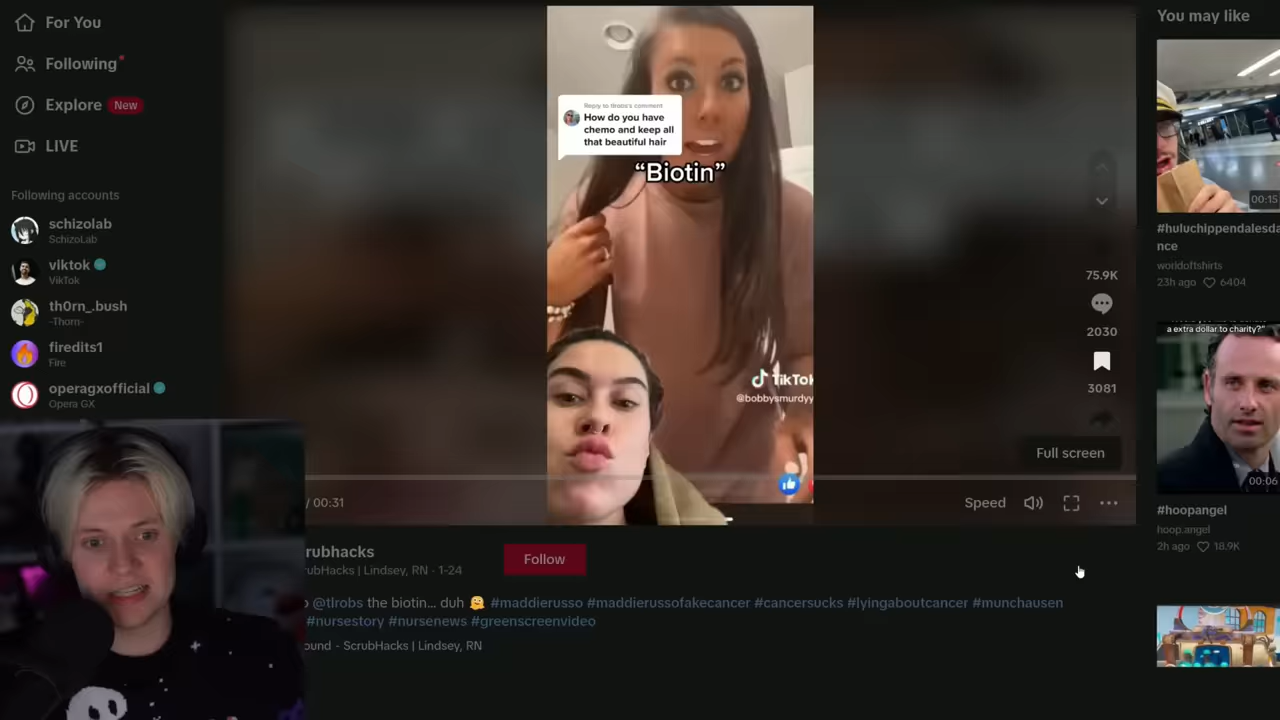 For You
Following
Explore
New
LIVE
Following accounts
schizolab
SchizoLab
viktok
VikTok
th0rn_.bush
-Thorn-
firedits1
Fire
operagxofficial
Opera GX
Reply to tlrobs's comment
How do you have
chemo and keep all
that beautiful hair
“Biotin”
TikTok
@bobbysmurdyy
75.9K
2030
3081
Full screen
/ 00:31
Speed
rubhacks
rubHacks | Lindsey, RN · 1-24
Follow
@tlrobs the biotin... duh 🤗 #maddierusso #maddierussofakecancer #cancersucks #lyingaboutcancer #munchausen
#nursestory #nursenews #greenscreenvideo
ound - ScrubHacks | Lindsey, RN
You may like
00:15
#huluchippendalesda
nce
worldoftshirts
23h ago 6404
a extra dollar to charity?"
00:06
#hoopangel
hoop.angel
2h ago 18.9K